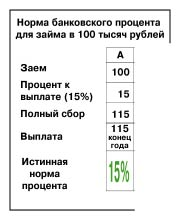 Норма банковского процента
для займа в 100 тысяч рублей
А
Заем 100
Процент к
выплате (15%) 15
Полный сбор 115
Выплата 115
конец
года
Истинная
норма
процента 15%